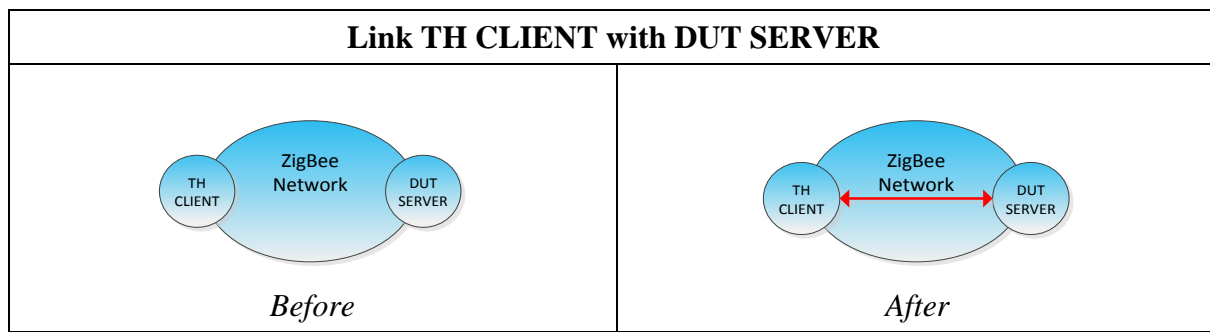 Link TH CLIENT with DUT SERVER
ZigBee
Network
TH
CLIENT
DUT
SERVER
Before
ZigBee
Network
TH
CLIENT
DUT
SERVER
After